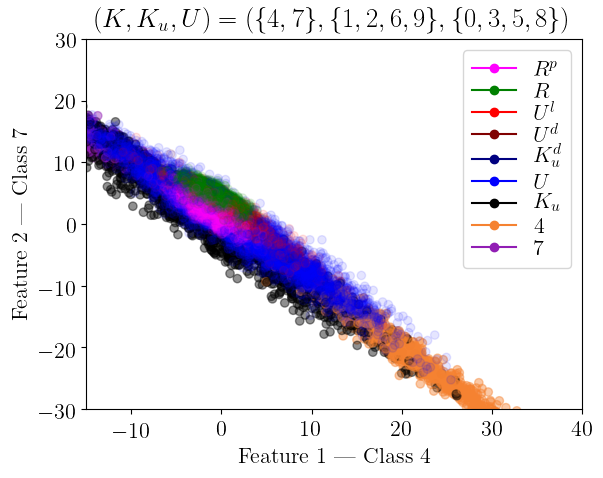 (K, K_u, U) = ({4, 7}, {1, 2, 6, 9}, {0, 3, 5, 8})
30
20
10
0
−10
−20
−30
Feature 2 — Class 7
R^p
R
U^l
U^d
K_u^d
U
K_u
4
7
−10
0
10
20
30
40
Feature 1 — Class 4